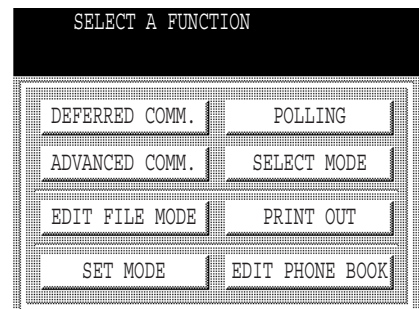 SELECT A FUNCTION
DEFERRED COMM. POLLING
ADVANCED COMM. SELECT MODE
EDIT FILE MODE PRINT OUT
SET MODE EDIT PHONE BOOK